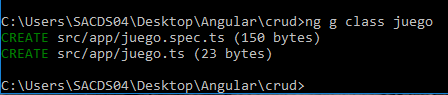 C:\Users\SACDS04\Desktop\Angular\crud>ng g class juego
CREATE src/app/juego.spec.ts (150 bytes)
CREATE src/app/juego.ts (23 bytes)
C:\Users\SACDS04\Desktop\Angular\crud>